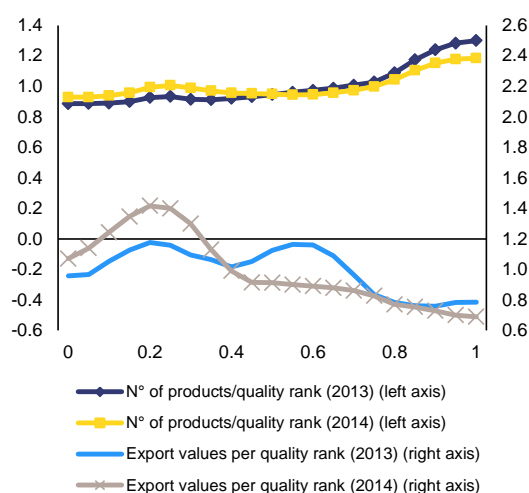 1.4 2.6
1.2 2.4
1.0 2.2
0.8 2.0
0.6 1.8
0.4 1.6
0.2 1.4
0.0 1.2
-0.2 1.0
-0.4 0.8
-0.6 0.6
0 0.2 0.4 0.6 0.8 1
N° of products/quality rank (2013) (left axis)
N° of products/quality rank (2014) (left axis)
Export values per quality rank (2013) (right axis)
Export values per quality rank (2014) (right axis)